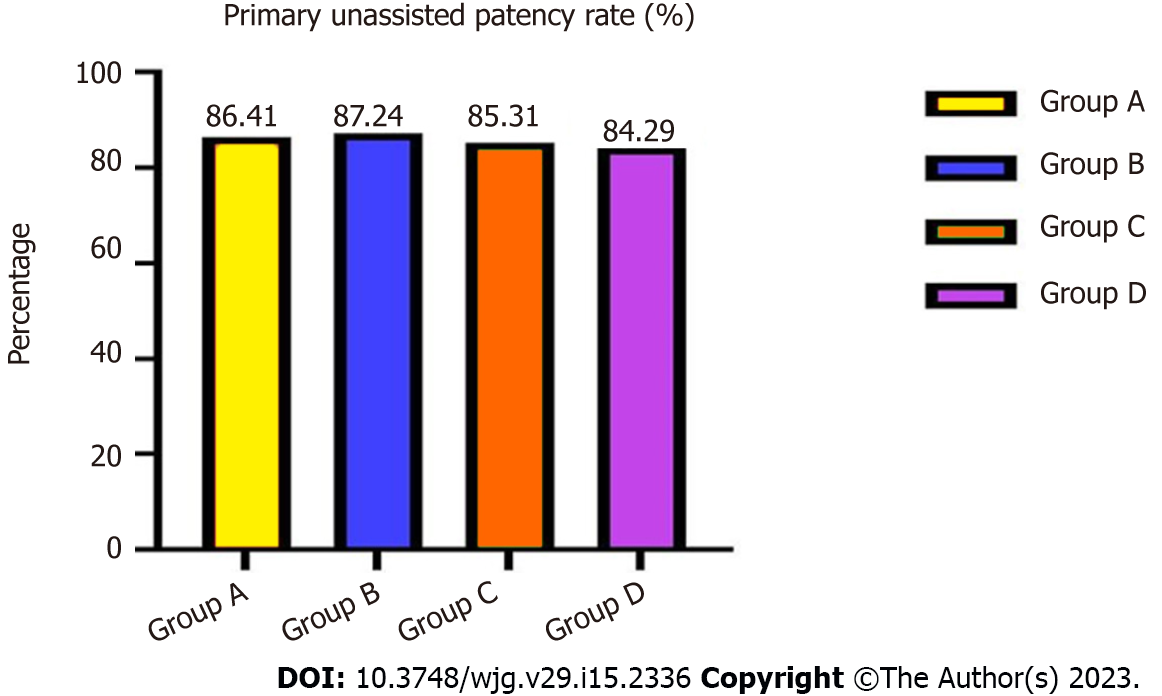 Primary unassisted patency rate (%)
Percentage
100
80
60
40
20
0
86.41
87.24
85.31
84.29
Group A
Group B
Group C
Group D
Group A
Group B
Group C
Group D
DOI: 10.3748/wjg.v29.i15.2336 Copyright ©The Author(s) 2023.